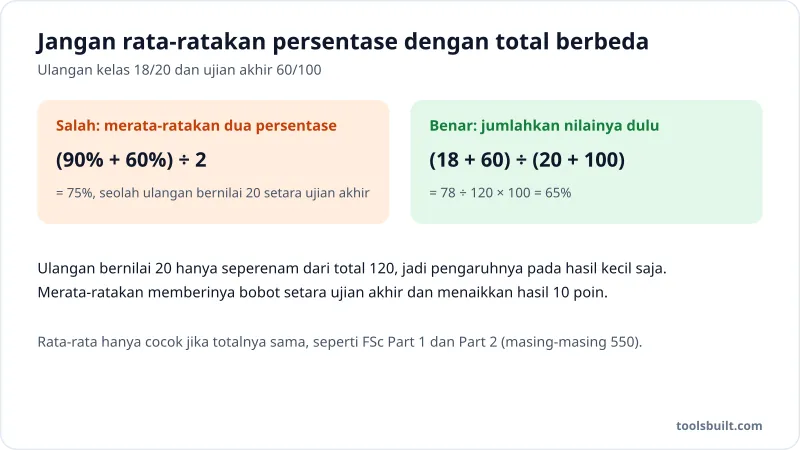 Jangan rata-ratakan persentase dengan total berbeda
Ulangan kelas 18/20 dan ujian akhir 60/100
Salah: merata-ratakan dua persentase
(90% + 60%) ÷ 2
= 75%, seolah ulangan bernilai 20 setara ujian akhir
Benar: jumlahkan nilainya dulu
(18 + 60) ÷ (20 + 100)
= 78 ÷ 120 × 100 = 65%
Ulangan bernilai 20 hanya seperenam dari total 120, jadi pengaruhnya pada hasil kecil saja.
Merata-ratakan memberinya bobot setara ujian akhir dan menaikkan hasil 10 poin.
Rata-rata hanya cocok jika totalnya sama, seperti FSc Part 1 dan Part 2 (masing-masing 550).
toolsbuilt.com